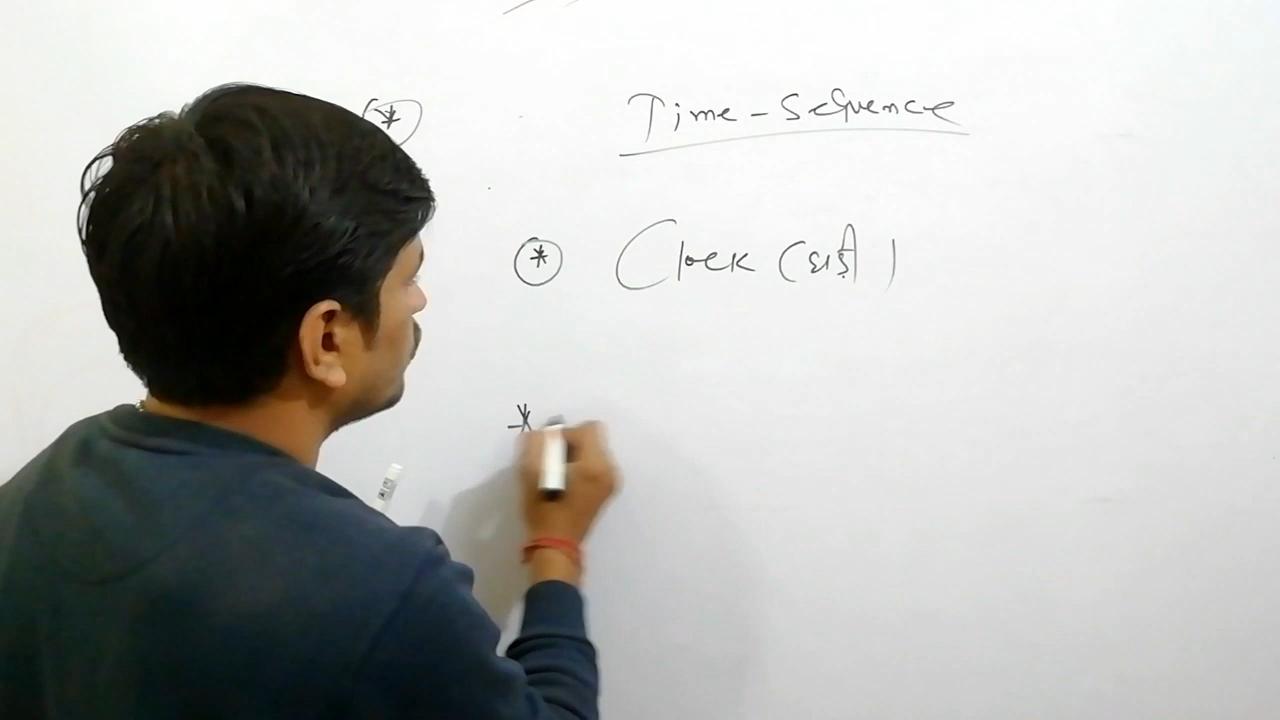 * Time - Sequence
* Clock (घड़ी)
*